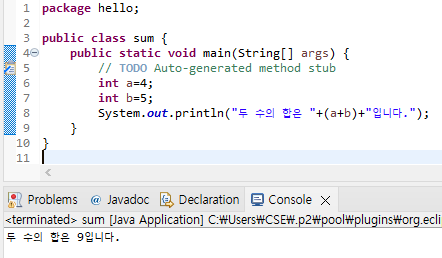 1 package hello;
2
3 public class sum {
4 public static void main(String[] args) {
5 // TODO Auto-generated method stub
6 int a=4;
7 int b=5;
8 System.out.println("두 수의 합은 "+(a+b)+"입니다.");
9 }
10 }
11
Problems @ Javadoc Declaration Console
<terminated> sum [Java Application] C:₩Users₩CSE₩.p2₩pool₩plugins₩org.ecli
두 수의 합은 9입니다.